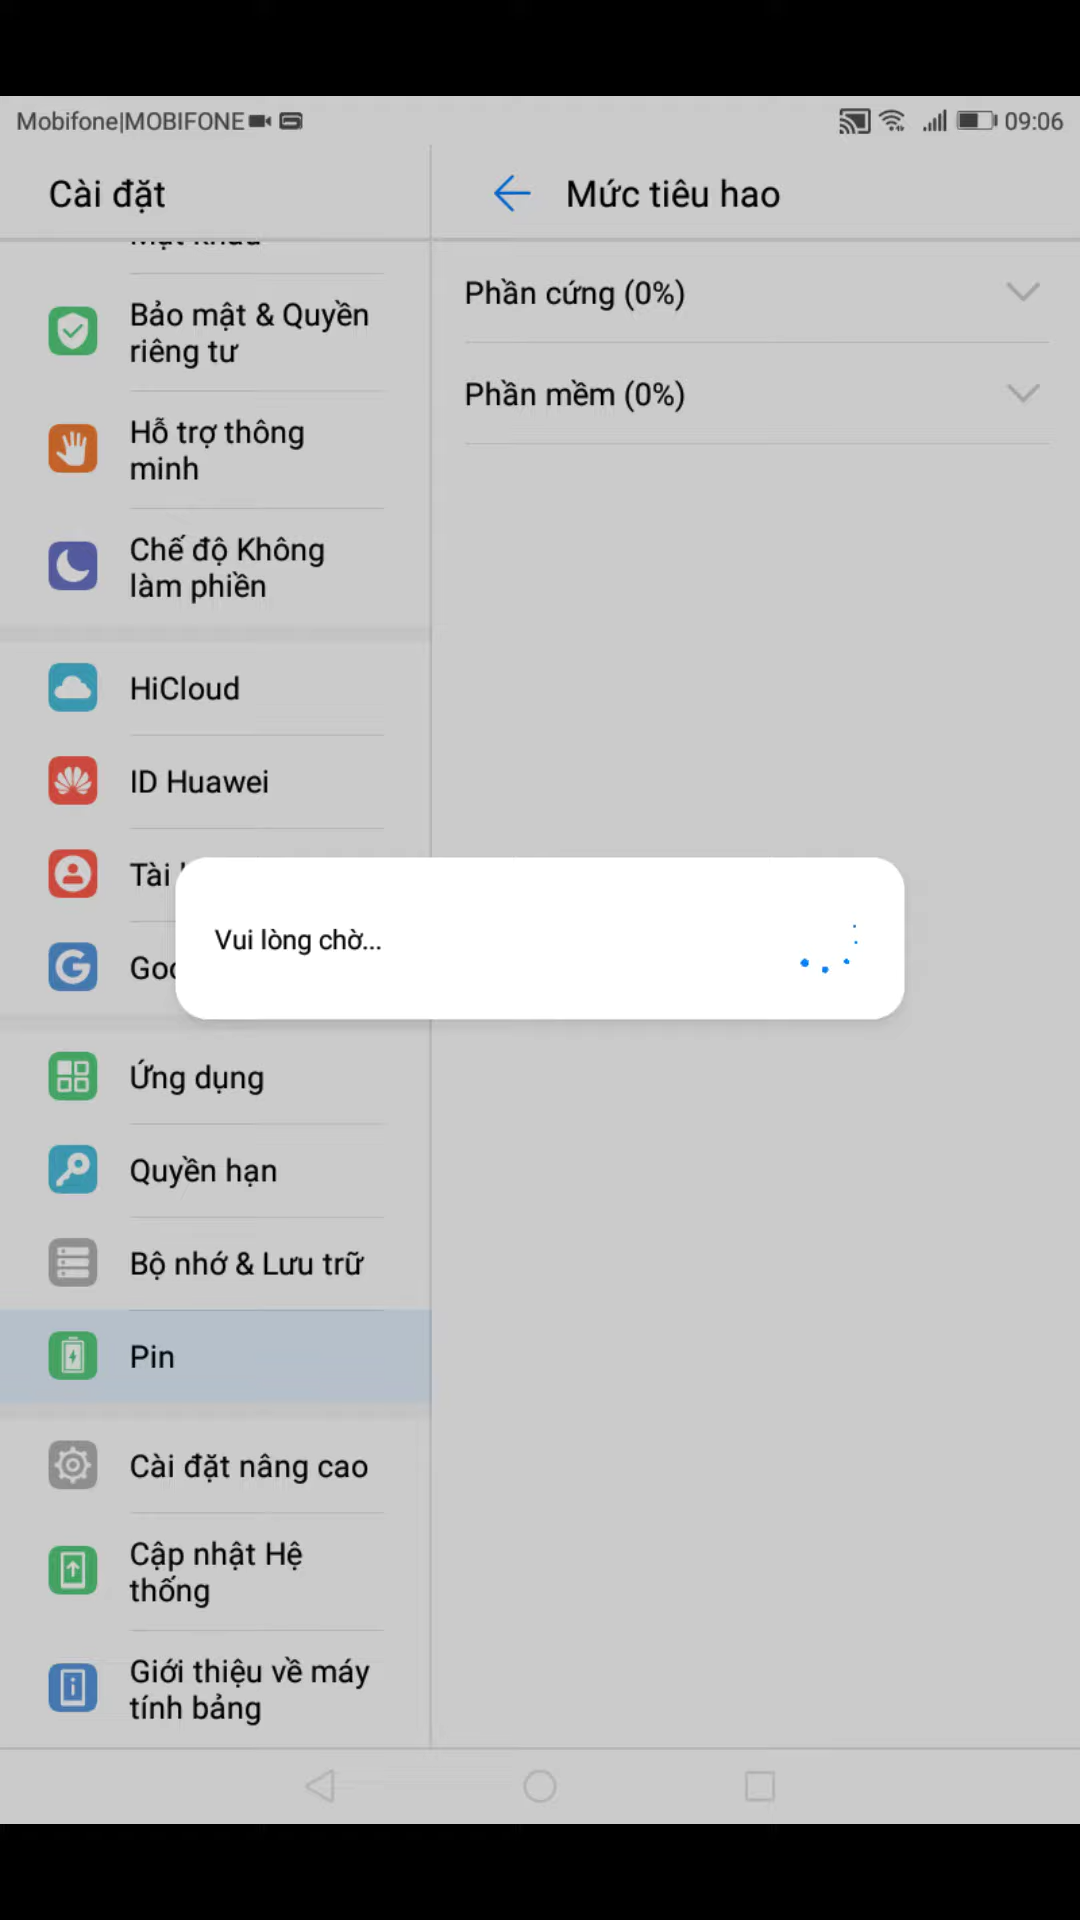 Mobifone|MOBIFONE
09:06
Cài đặt
Mức tiêu hao
Mật khẩu
Bảo mật & Quyền
riêng tư
Hỗ trợ thông
minh
Chế độ Không
làm phiền
HiCloud
ID Huawei
Tài
Goo
Ứng dụng
Quyền hạn
Bộ nhớ & Lưu trữ
Pin
Cài đặt nâng cao
Cập nhật Hệ
thống
Giới thiệu về máy
tính bảng
Phần cứng (0%)
Phần mềm (0%)
Vui lòng chờ...